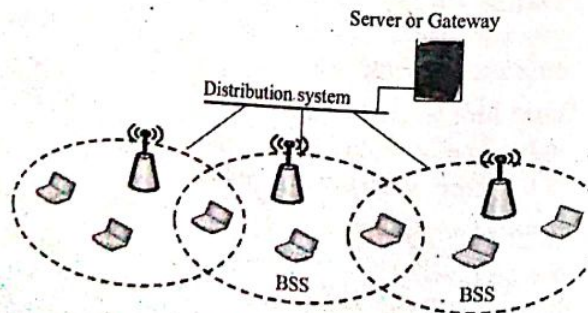 Server or Gateway
Distribution system
BSS
BSS